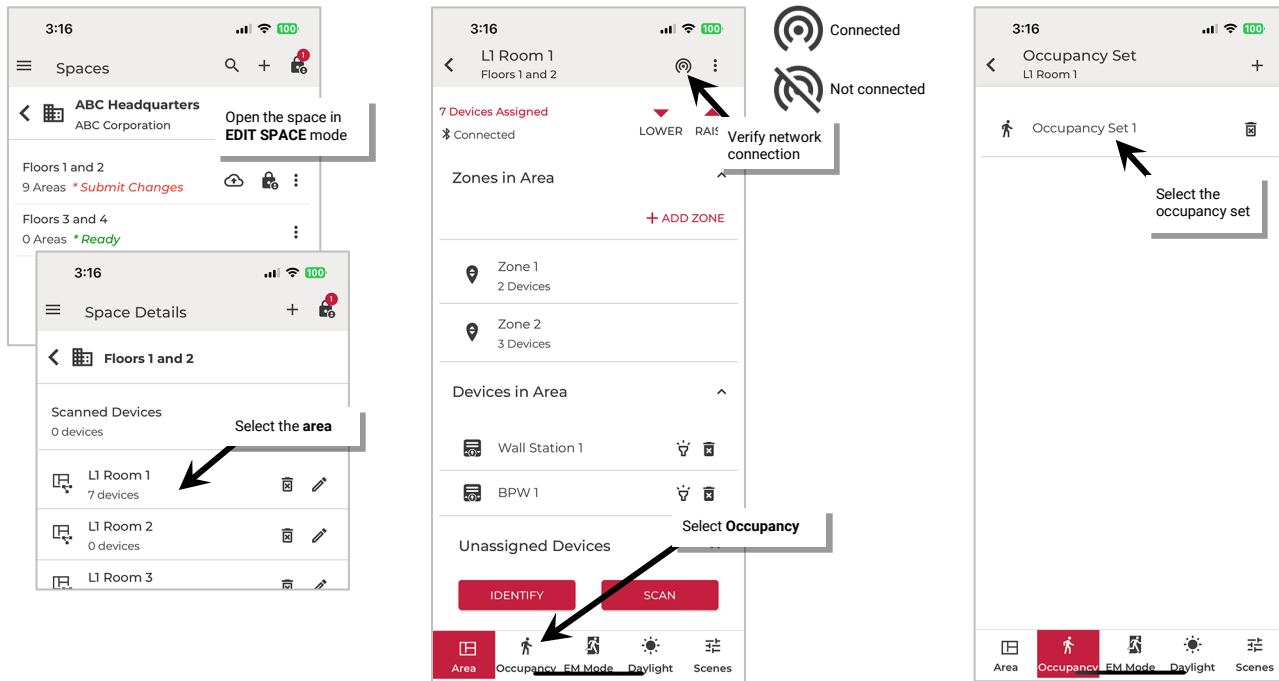 3:16
100
Spaces
1
ABC Headquarters
ABC Corporation
Open the space in
EDIT SPACE mode
Floors 1 and 2
9 Areas * Submit Changes
Floors 3 and 4
0 Areas * Ready
3:16
100
Space Details
1
Floors 1 and 2
Scanned Devices
0 devices
Select the area
L1 Room 1
7 devices
L1 Room 2
0 devices
L1 Room 3
3:16
100
L1 Room 1
Floors 1 and 2
7 Devices Assigned
Connected
LOWER
RAIS
Verify network
connection
Zones in Area
+ ADD ZONE
Zone 1
2 Devices
Zone 2
3 Devices
Devices in Area
Wall Station 1
BPW 1
Select Occupancy
Unassigned Devices
IDENTIFY
SCAN
Area
Occupancy
EM Mode
Daylight
Scenes
Connected
Not connected
3:16
100
Occupancy Set
L1 Room 1
Occupancy Set 1
Select the
occupancy set
Area
Occupancy
EM Mode
Daylight
Scenes